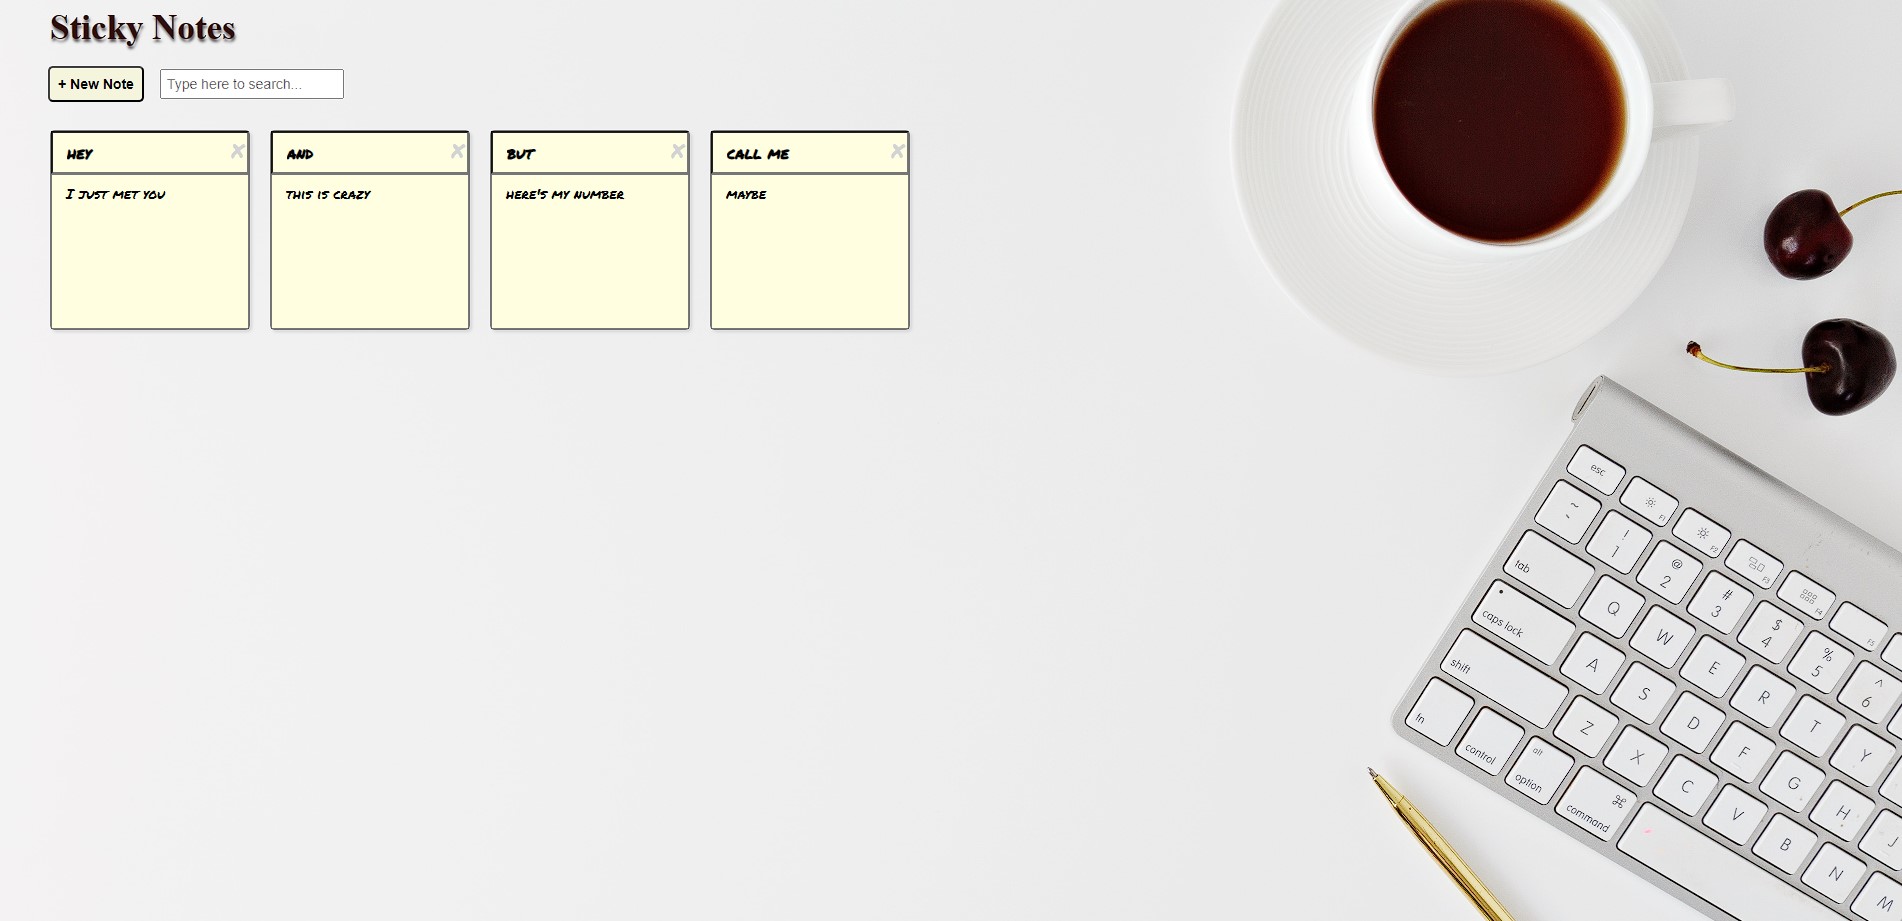 Sticky Notes
+ New Note
Type here to search...
HEY
I JUST MET YOU
AND
THIS IS CRAZY
BUT
HERE'S MY NUMBER
CALL ME
MAYBE
esc
F1
F2
F3
F4
F5
~
`
!
1
@
2
#
3
$
4
%
5
^
6
tab
Q
W
E
R
T
Y
caps lock
A
S
D
F
G
H
J
shift
Z
X
C
V
B
N
M
fn
control
alt
option
⌘
command